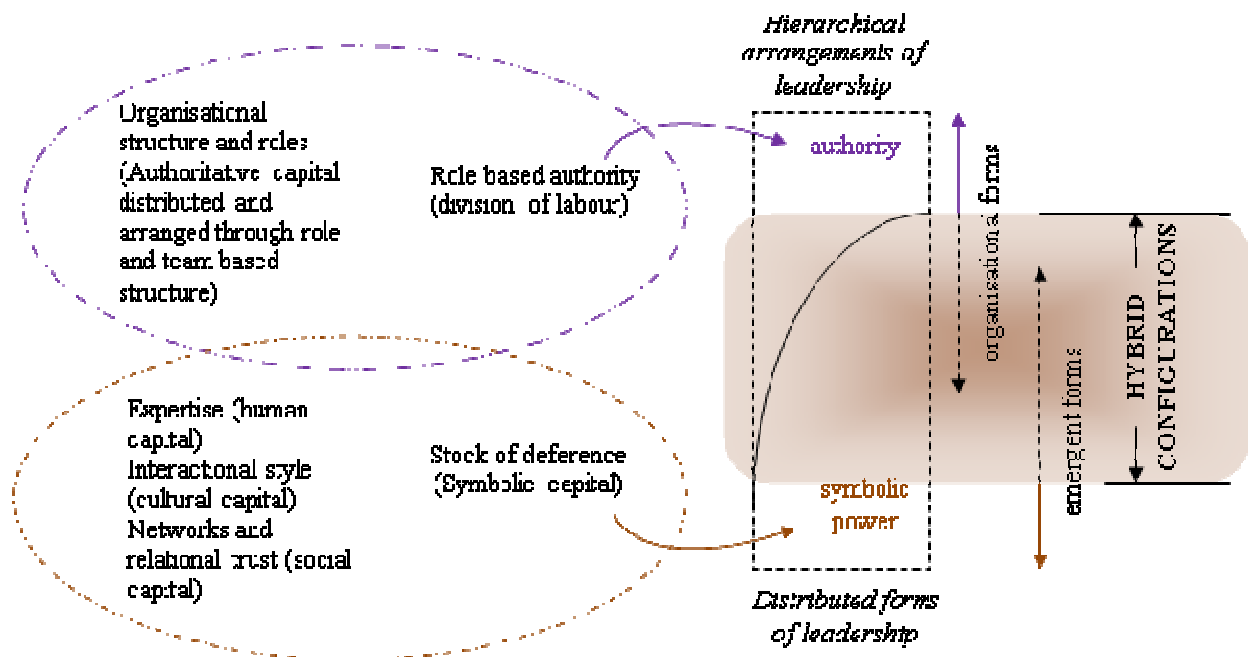 Hierarchical
arrangements of
leadership
Organisational
structure and roles
(Authoritative capital
distributed and
arranged through role
and team based
structure)
Role based authority
(division of labour)
authority
organisational forms
HYBRID
CONFIGURATIONS
emergent forms
Expertise (human
capital)
Interactional style
(cultural capital)
Networks and
relational trust (social
capital)
Stock of deference
(Symbolic capital)
symbolic
power
Distributed forms
of leadership